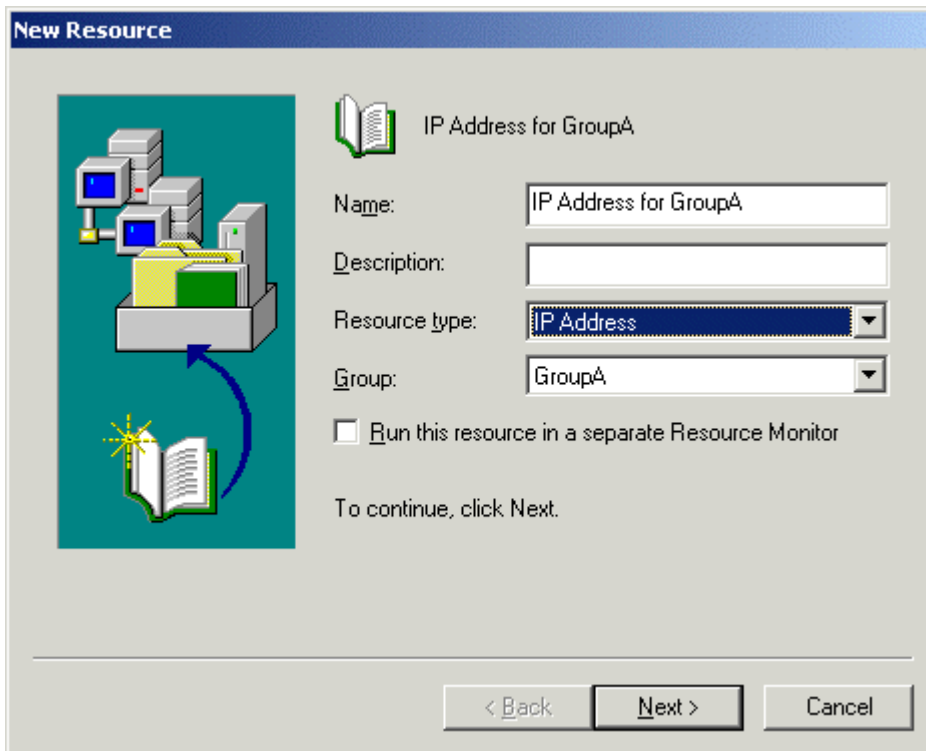 New Resource
IP Address for GroupA
Name: IP Address for GroupA
Description:
Resource type: IP Address
Group: GroupA
Run this resource in a separate Resource Monitor
To continue, click Next.
< Back Next > Cancel